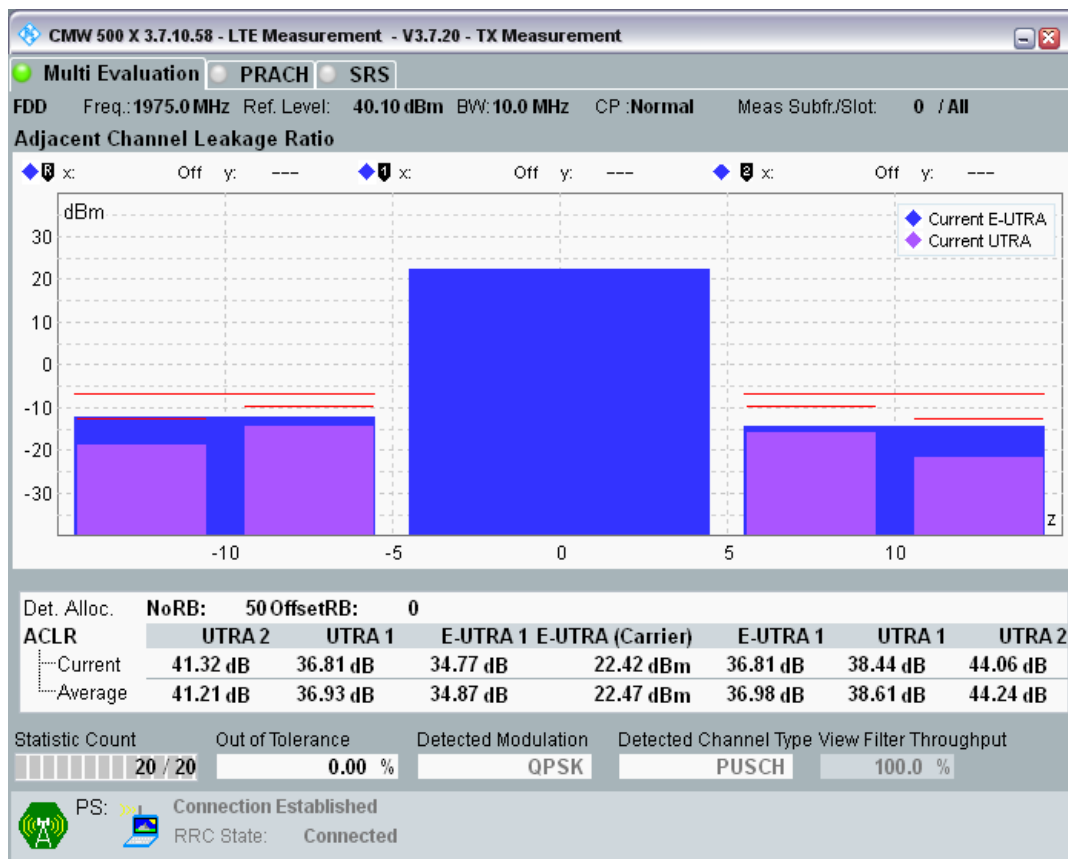 CMW 500 X 3.7.10.58 - LTE Measurement - V3.7.20 - TX Measurement
Multi Evaluation PRACH SRS
FDD Freq.:1975.0 MHz Ref. Level: 40.10 dBm BW:10.0 MHz CP :Normal Meas Subfr./Slot: 0 / All
Adjacent Channel Leakage Ratio
R x: Off y: --- 1 x: Off y: --- 2 x: Off y: ---
dBm
Current E-UTRA
Current UTRA
30
20
10
0
-10
-20
-30
z
-10 -5 0 5 10
Det. Alloc. NoRB: 50 OffsetRB: 0
ACLR UTRA 2 UTRA 1 E-UTRA 1 E-UTRA (Carrier) E-UTRA 1 UTRA 1 UTRA 2
Current 41.32 dB 36.81 dB 34.77 dB 22.42 dBm 36.81 dB 38.44 dB 44.06 dB
Average 41.21 dB 36.93 dB 34.87 dB 22.47 dBm 36.98 dB 38.61 dB 44.24 dB
Statistic Count Out of Tolerance Detected Modulation Detected Channel Type View Filter Throughput
20 / 20 0.00 % QPSK PUSCH 100.0 %
PS: Connection Established
RRC State: Connected